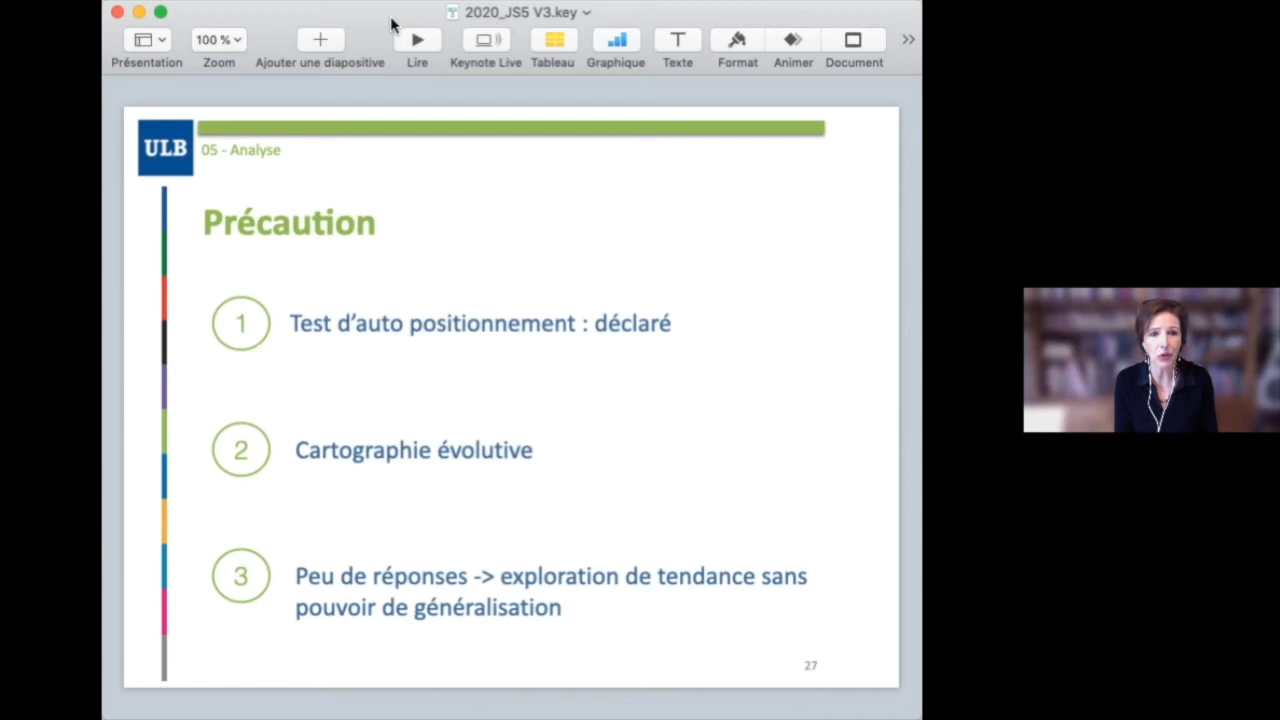 2020_JS5 V3.key
100 %
Présentation Zoom Ajouter une diapositive Lire Keynote Live Tableau Graphique Texte Format Animer Document
ULB
05 - Analyse
Précaution
1 Test d’auto positionnement : déclaré
2 Cartographie évolutive
3 Peu de réponses -> exploration de tendance sans
pouvoir de généralisation
27